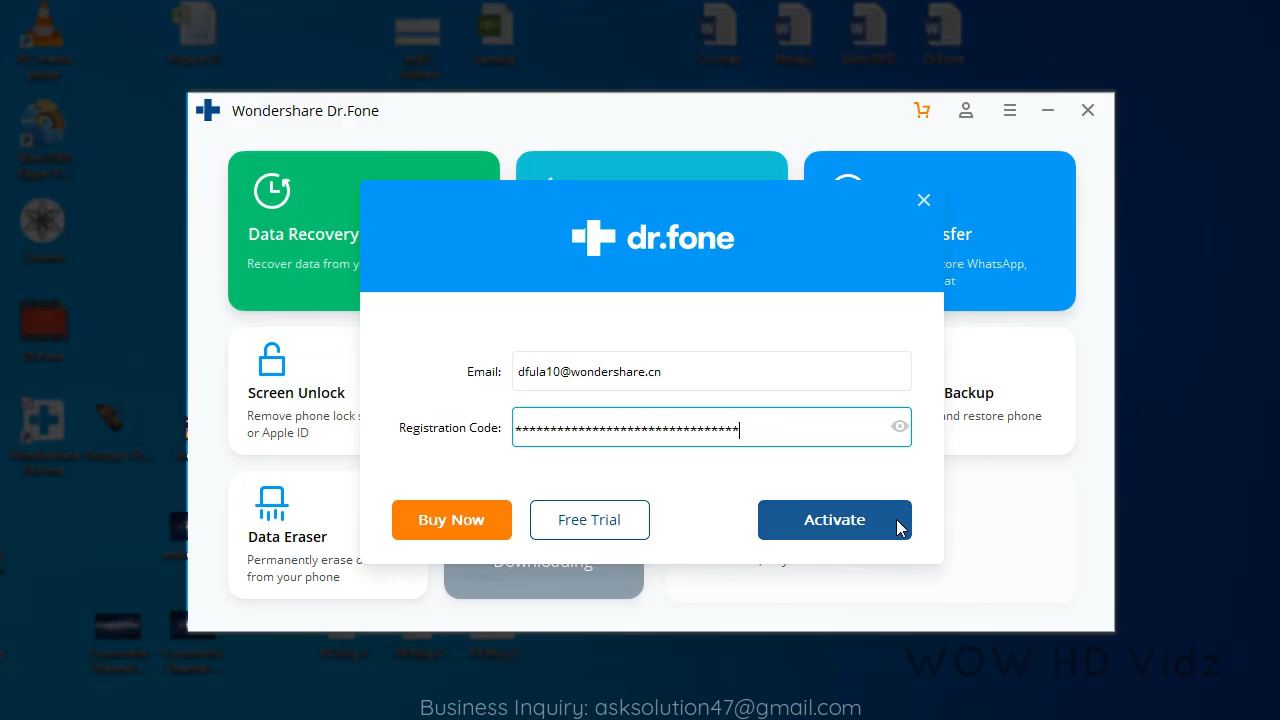 Wondershare Dr.Fone
dr.fone
Data Recovery
Recover data from y
sfer
ore WhatsApp,
at
Email:
dfula10@wondershare.cn
Registration Code:
********************************
Screen Unlock
Remove phone lock s
or Apple ID
Backup
and restore phone
Buy Now
Free Trial
Activate
Data Eraser
Permanently erase d
from your phone
Downloading
WOW HD Vidz
Business Inquiry: asksolution47@gmail.com